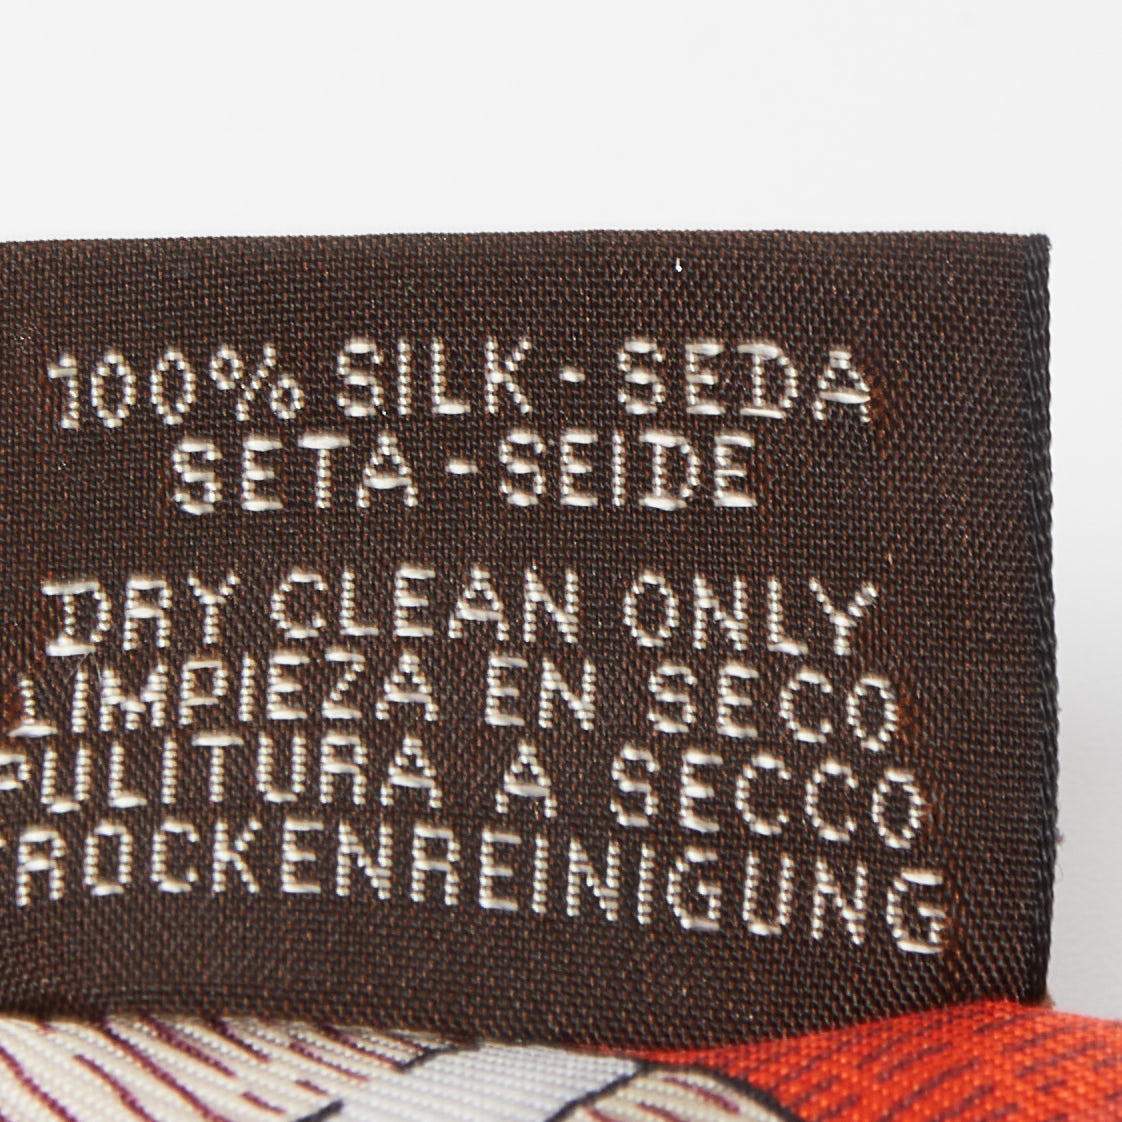 100% SILK - SEDA
SETA - SEIDE
DRY CLEAN ONLY
LIMPIEZA EN SECO
PULITURA A SECCO
TROCKENREINIGUNG